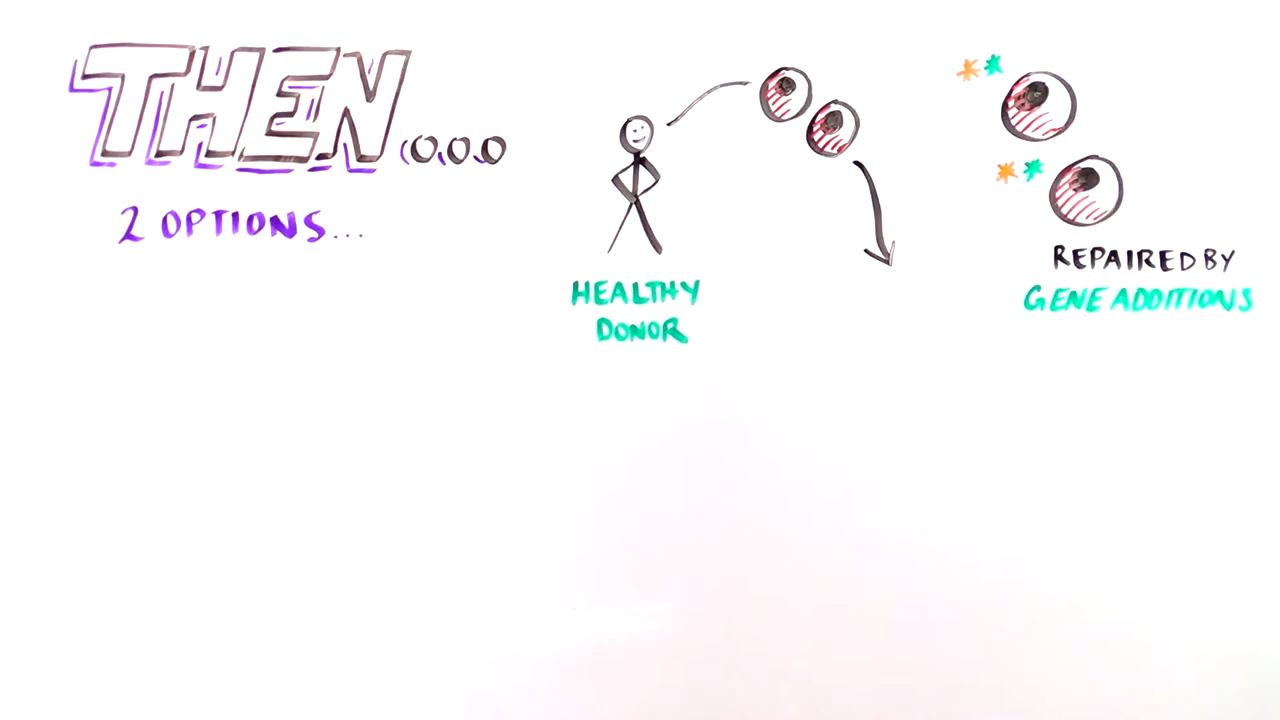 THEN...
2 OPTIONS...
HEALTHY
DONOR
REPAIRED BY
GENE ADDITIONS